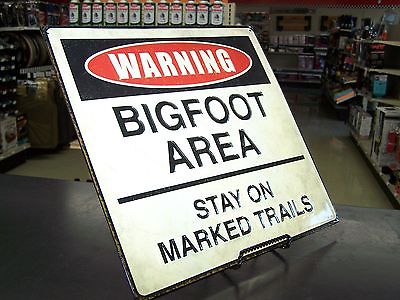 WARNING
BIGFOOT
AREA
STAY ON
MARKED TRAILS